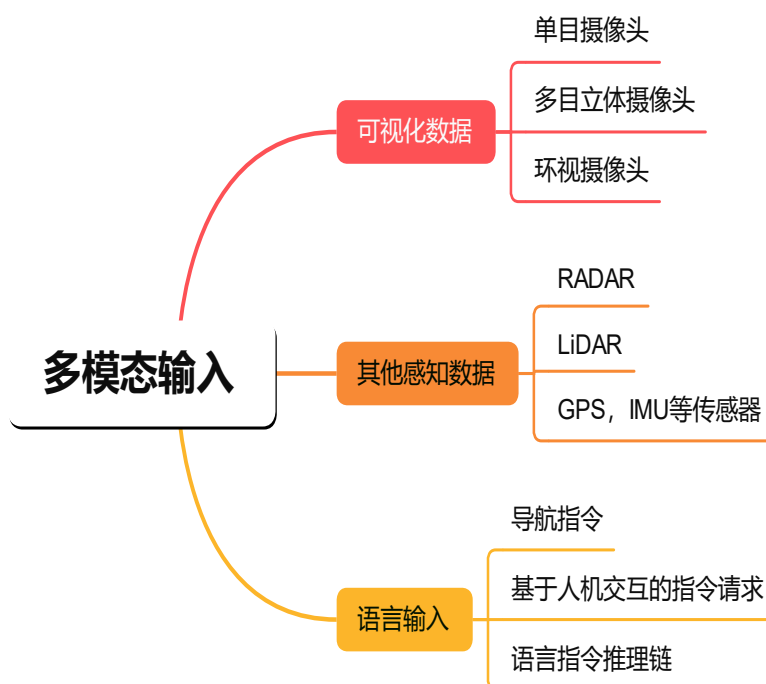 单目摄像头
多目立体摄像头
可视化数据
环视摄像头
RADAR
LiDAR
多模态输入
其他感知数据
GPS，IMU等传感器
导航指令
基于人机交互的指令请求
语言输入
语言指令推理链